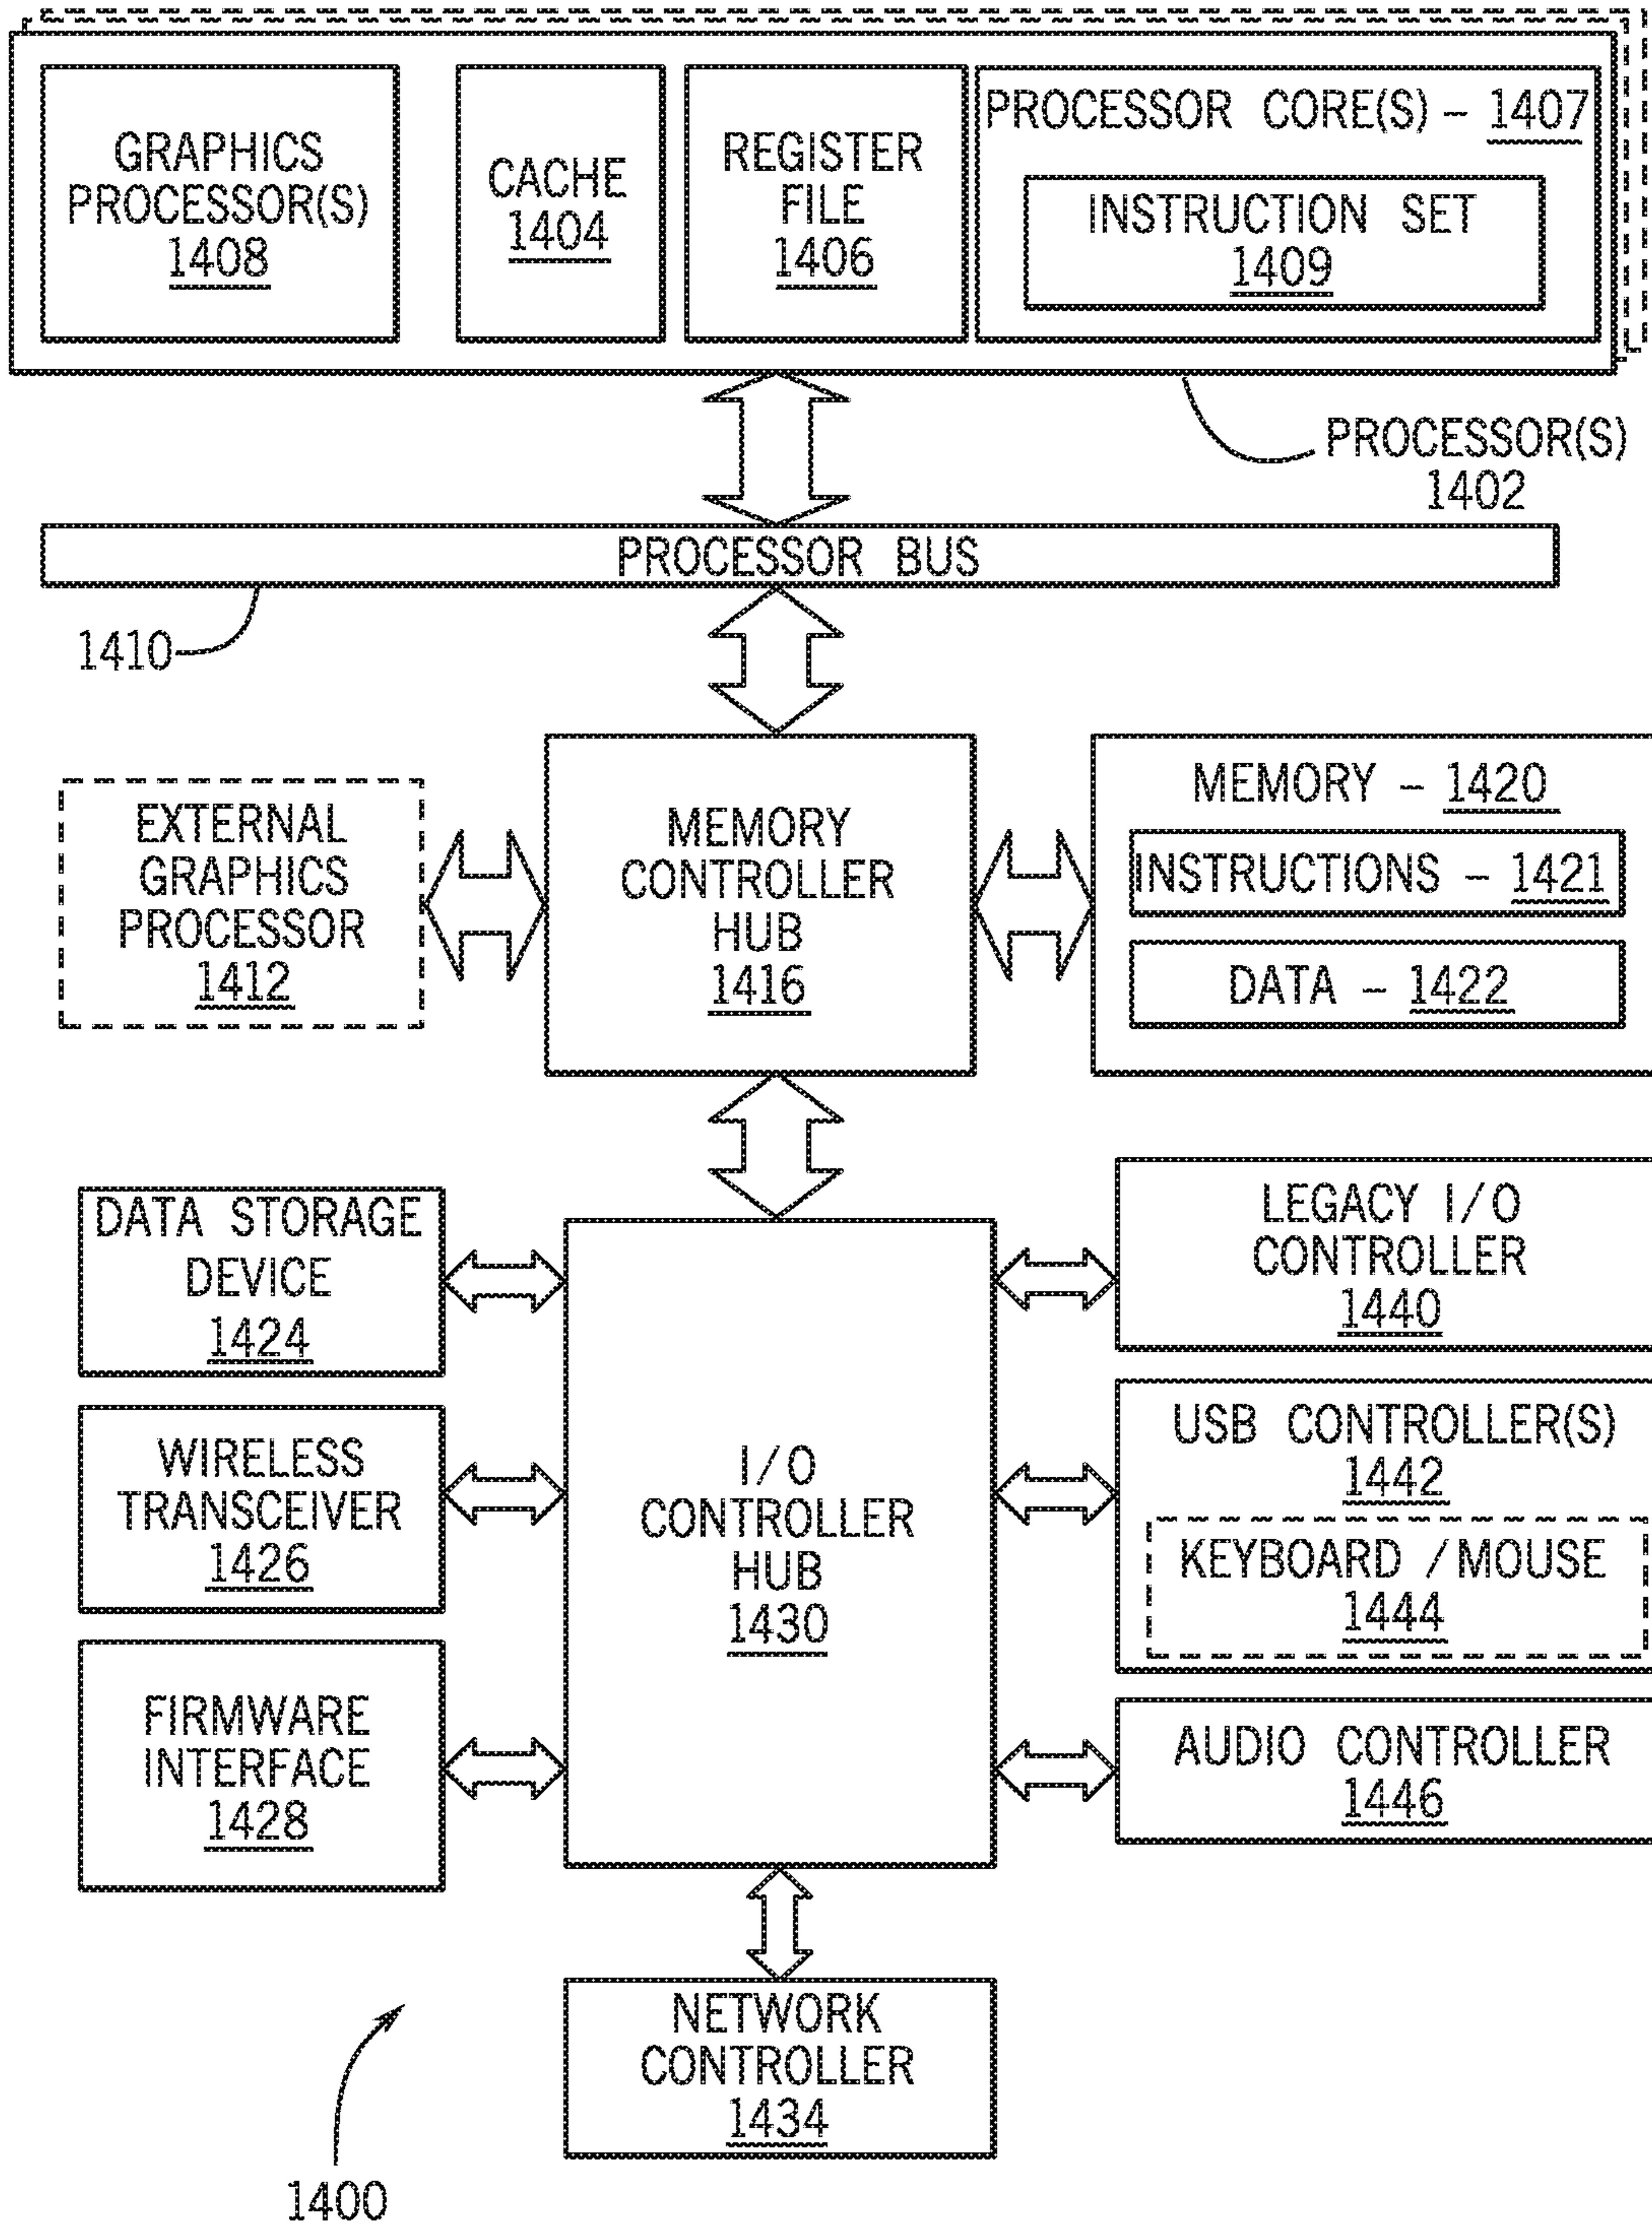 GRAPHICS
PROCESSOR(S)
1408
CACHE
1404
REGISTER
FILE
1406
PROCESSOR CORE(S) – 1407
INSTRUCTION SET
1409
PROCESSOR(S)
1402
PROCESSOR BUS
1410
EXTERNAL
GRAPHICS
PROCESSOR
1412
MEMORY
CONTROLLER
HUB
1416
MEMORY – 1420
INSTRUCTIONS – 1421
DATA – 1422
DATA STORAGE
DEVICE
1424
WIRELESS
TRANSCEIVER
1426
FIRMWARE
INTERFACE
1428
I/O
CONTROLLER
HUB
1430
LEGACY I/O
CONTROLLER
1440
USB CONTROLLER(S)
1442
KEYBOARD /MOUSE
1444
AUDIO CONTROLLER
1446
NETWORK
CONTROLLER
1434
1400